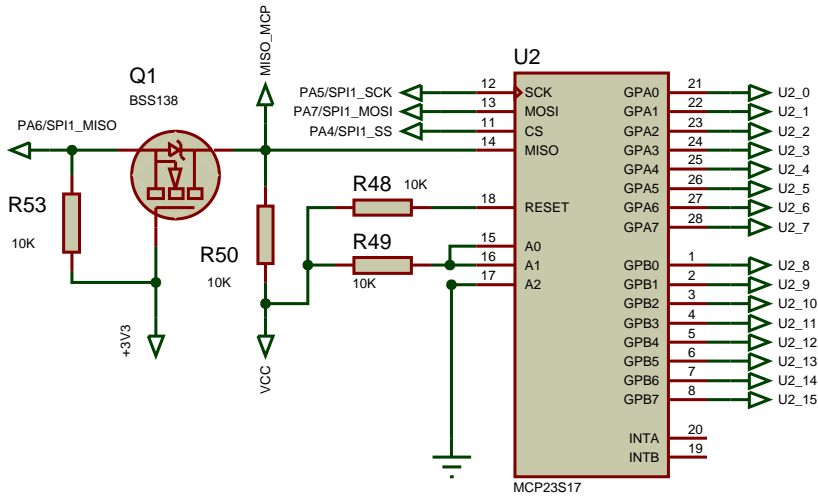 Q1
BSS138
MISO_MCP
PA6/SPI1_MISO
R53
10K
+3V3
R50
10K
VCC
R48
10K
R49
10K
PA5/SPI1_SCK
PA7/SPI1_MOSI
PA4/SPI1_SS
U2
12 SCK GPA0 21 U2_0
13 MOSI GPA1 22 U2_1
11 CS GPA2 23 U2_2
14 MISO GPA3 24 U2_3
GPA4 25 U2_4
GPA5 26 U2_5
18 RESET GPA6 27 U2_6
GPA7 28 U2_7
15 A0
16 A1 GPB0 1 U2_8
17 A2 GPB1 2 U2_9
GPB2 3 U2_10
GPB3 4 U2_11
GPB4 5 U2_12
GPB5 6 U2_13
GPB6 7 U2_14
GPB7 8 U2_15
INTA 20
INTB 19
MCP23S17